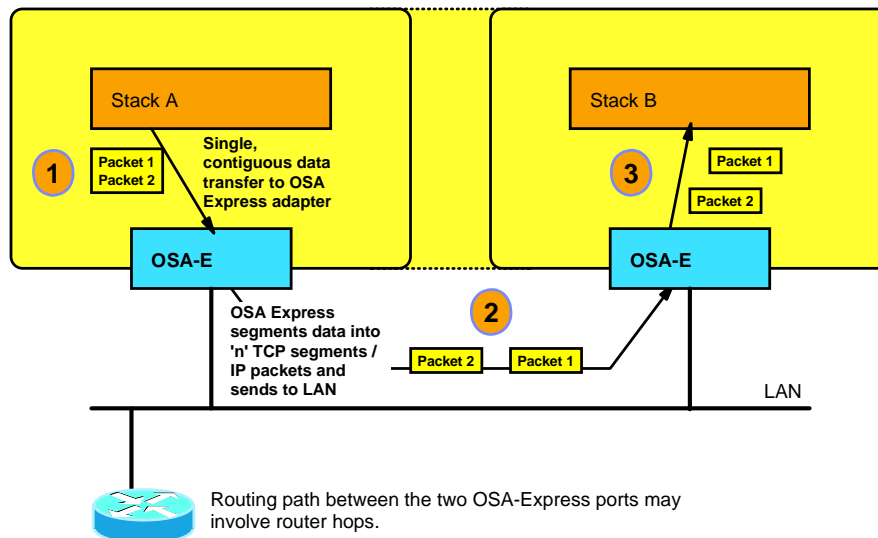 Stack A
1
Packet 1
Packet 2
Single,
contiguous data
transfer to OSA
Express adapter
OSA-E
Stack B
3
Packet 1
Packet 2
OSA-E
OSA Express
segments data into
'n' TCP segments /
IP packets and
sends to LAN
2
Packet 2
Packet 1
LAN
Routing path between the two OSA-Express ports may
involve router hops.